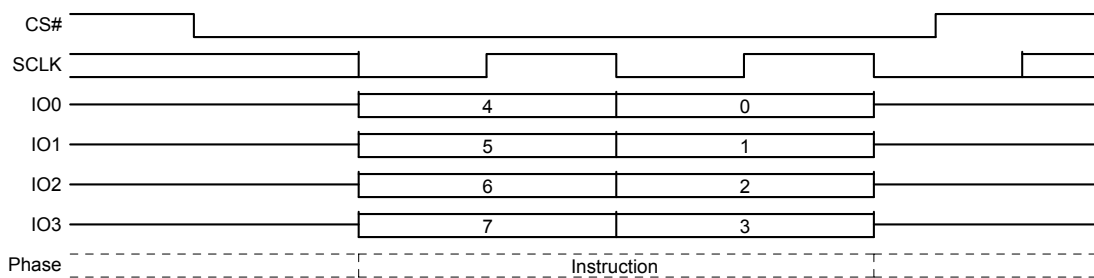 CS#
SCLK
IO0 4 0
IO1 5 1
IO2 6 2
IO3 7 3
Phase Instruction